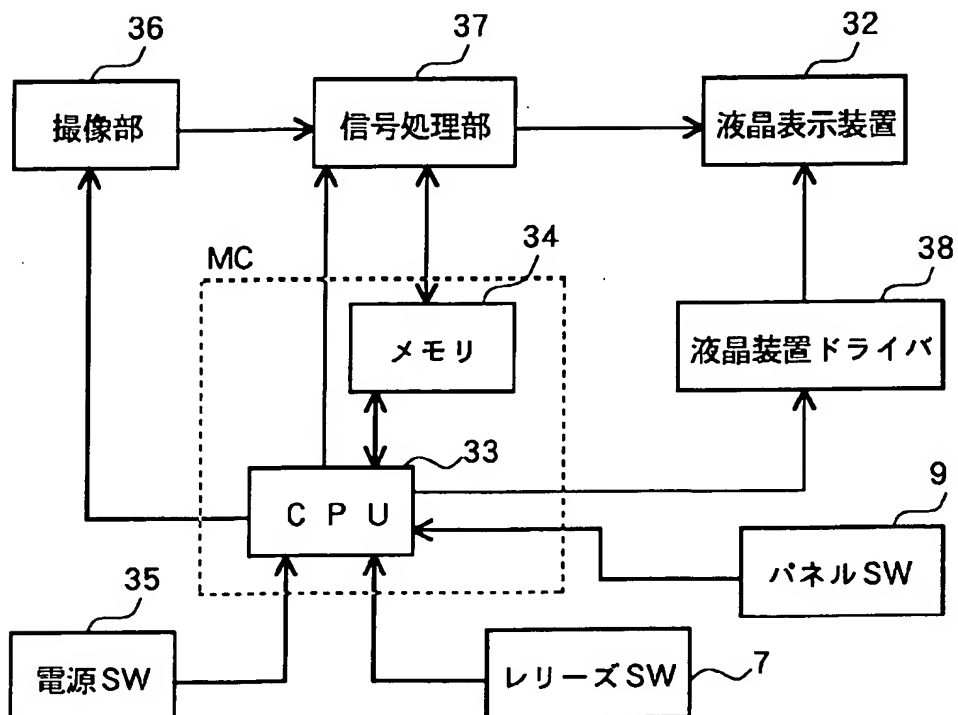 36
37
32
撮像部
信号処理部
液晶表示装置
MC
34
38
メモリ
液晶装置ドライバ
33
CPU
9
パネルSW
35
電源SW
レリーズSW
7